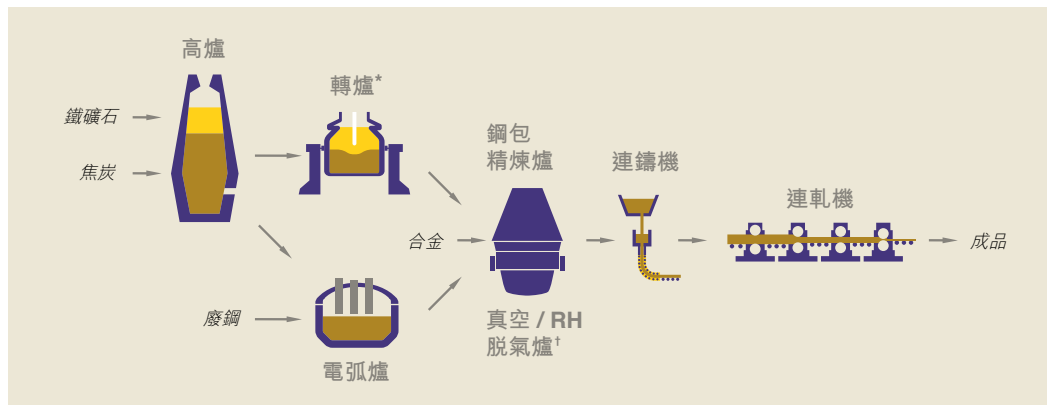 高爐
轉爐*
鐵礦石
焦炭
鋼包
精煉爐
連鑄機
連軋機
合金
成品
廢鋼
真空 / RH
脱氣爐†
電弧爐